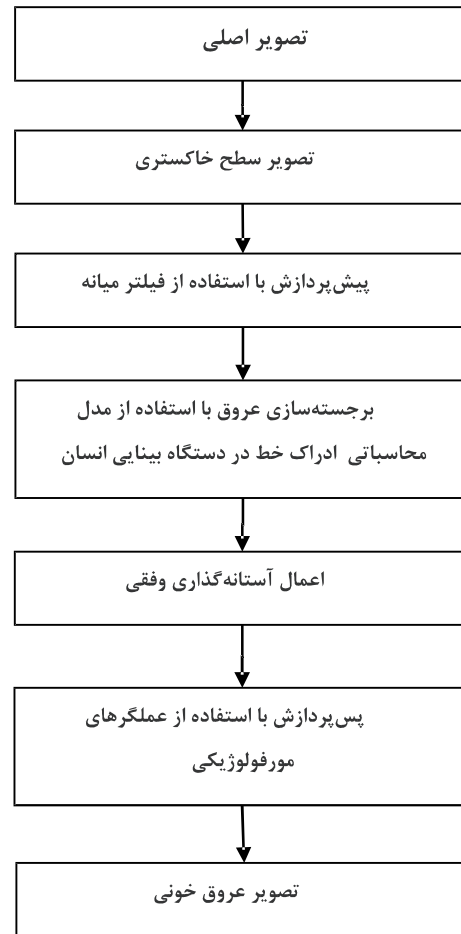 تصویر اصلی
تصویر سطح خاکستری
پیش‌پردازش با استفاده از فیلتر میانه
برجسته‌سازی عروق با استفاده از مدل
محاسباتی ادراک خط در دستگاه بینایی انسان
اعمال آستانه‌گذاری وفقی
پس‌پردازش با استفاده از عملگرهای
مورفولوژیکی
تصویر عروق خونی